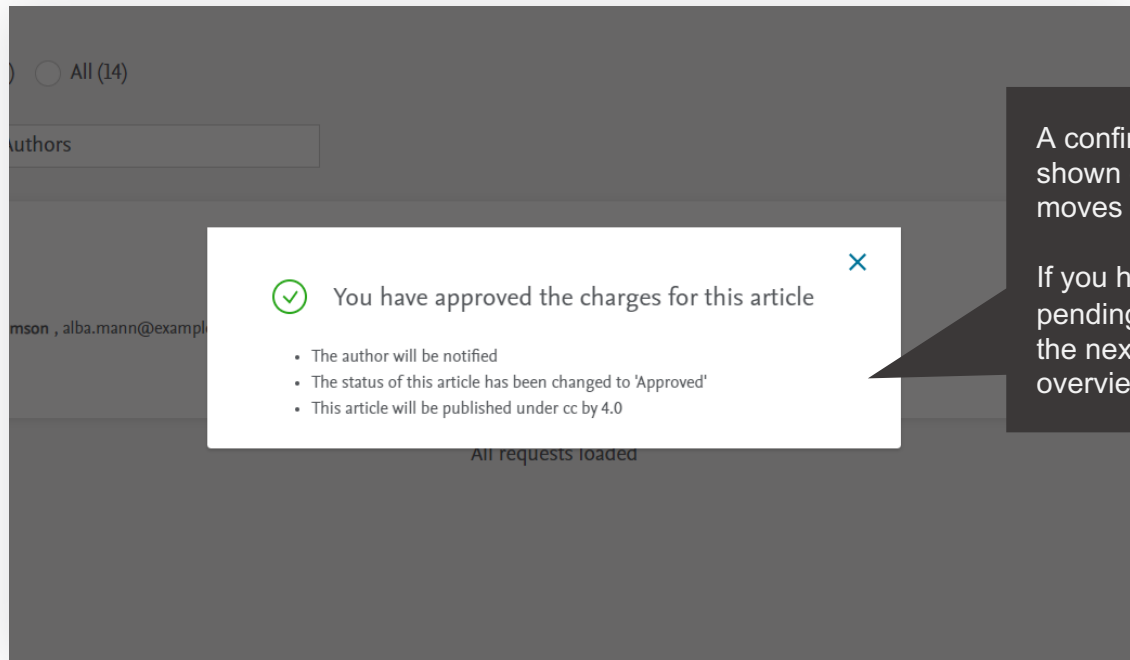 ) All (14)
Authors
mson , alba.mann@exampl
You have approved the charges for this article
• The author will be notified
• The status of this article has been changed to 'Approved'
• This article will be published under cc by 4.0
All requests loaded
A confi
shown
moves
If you h
pending
the nex
overvie